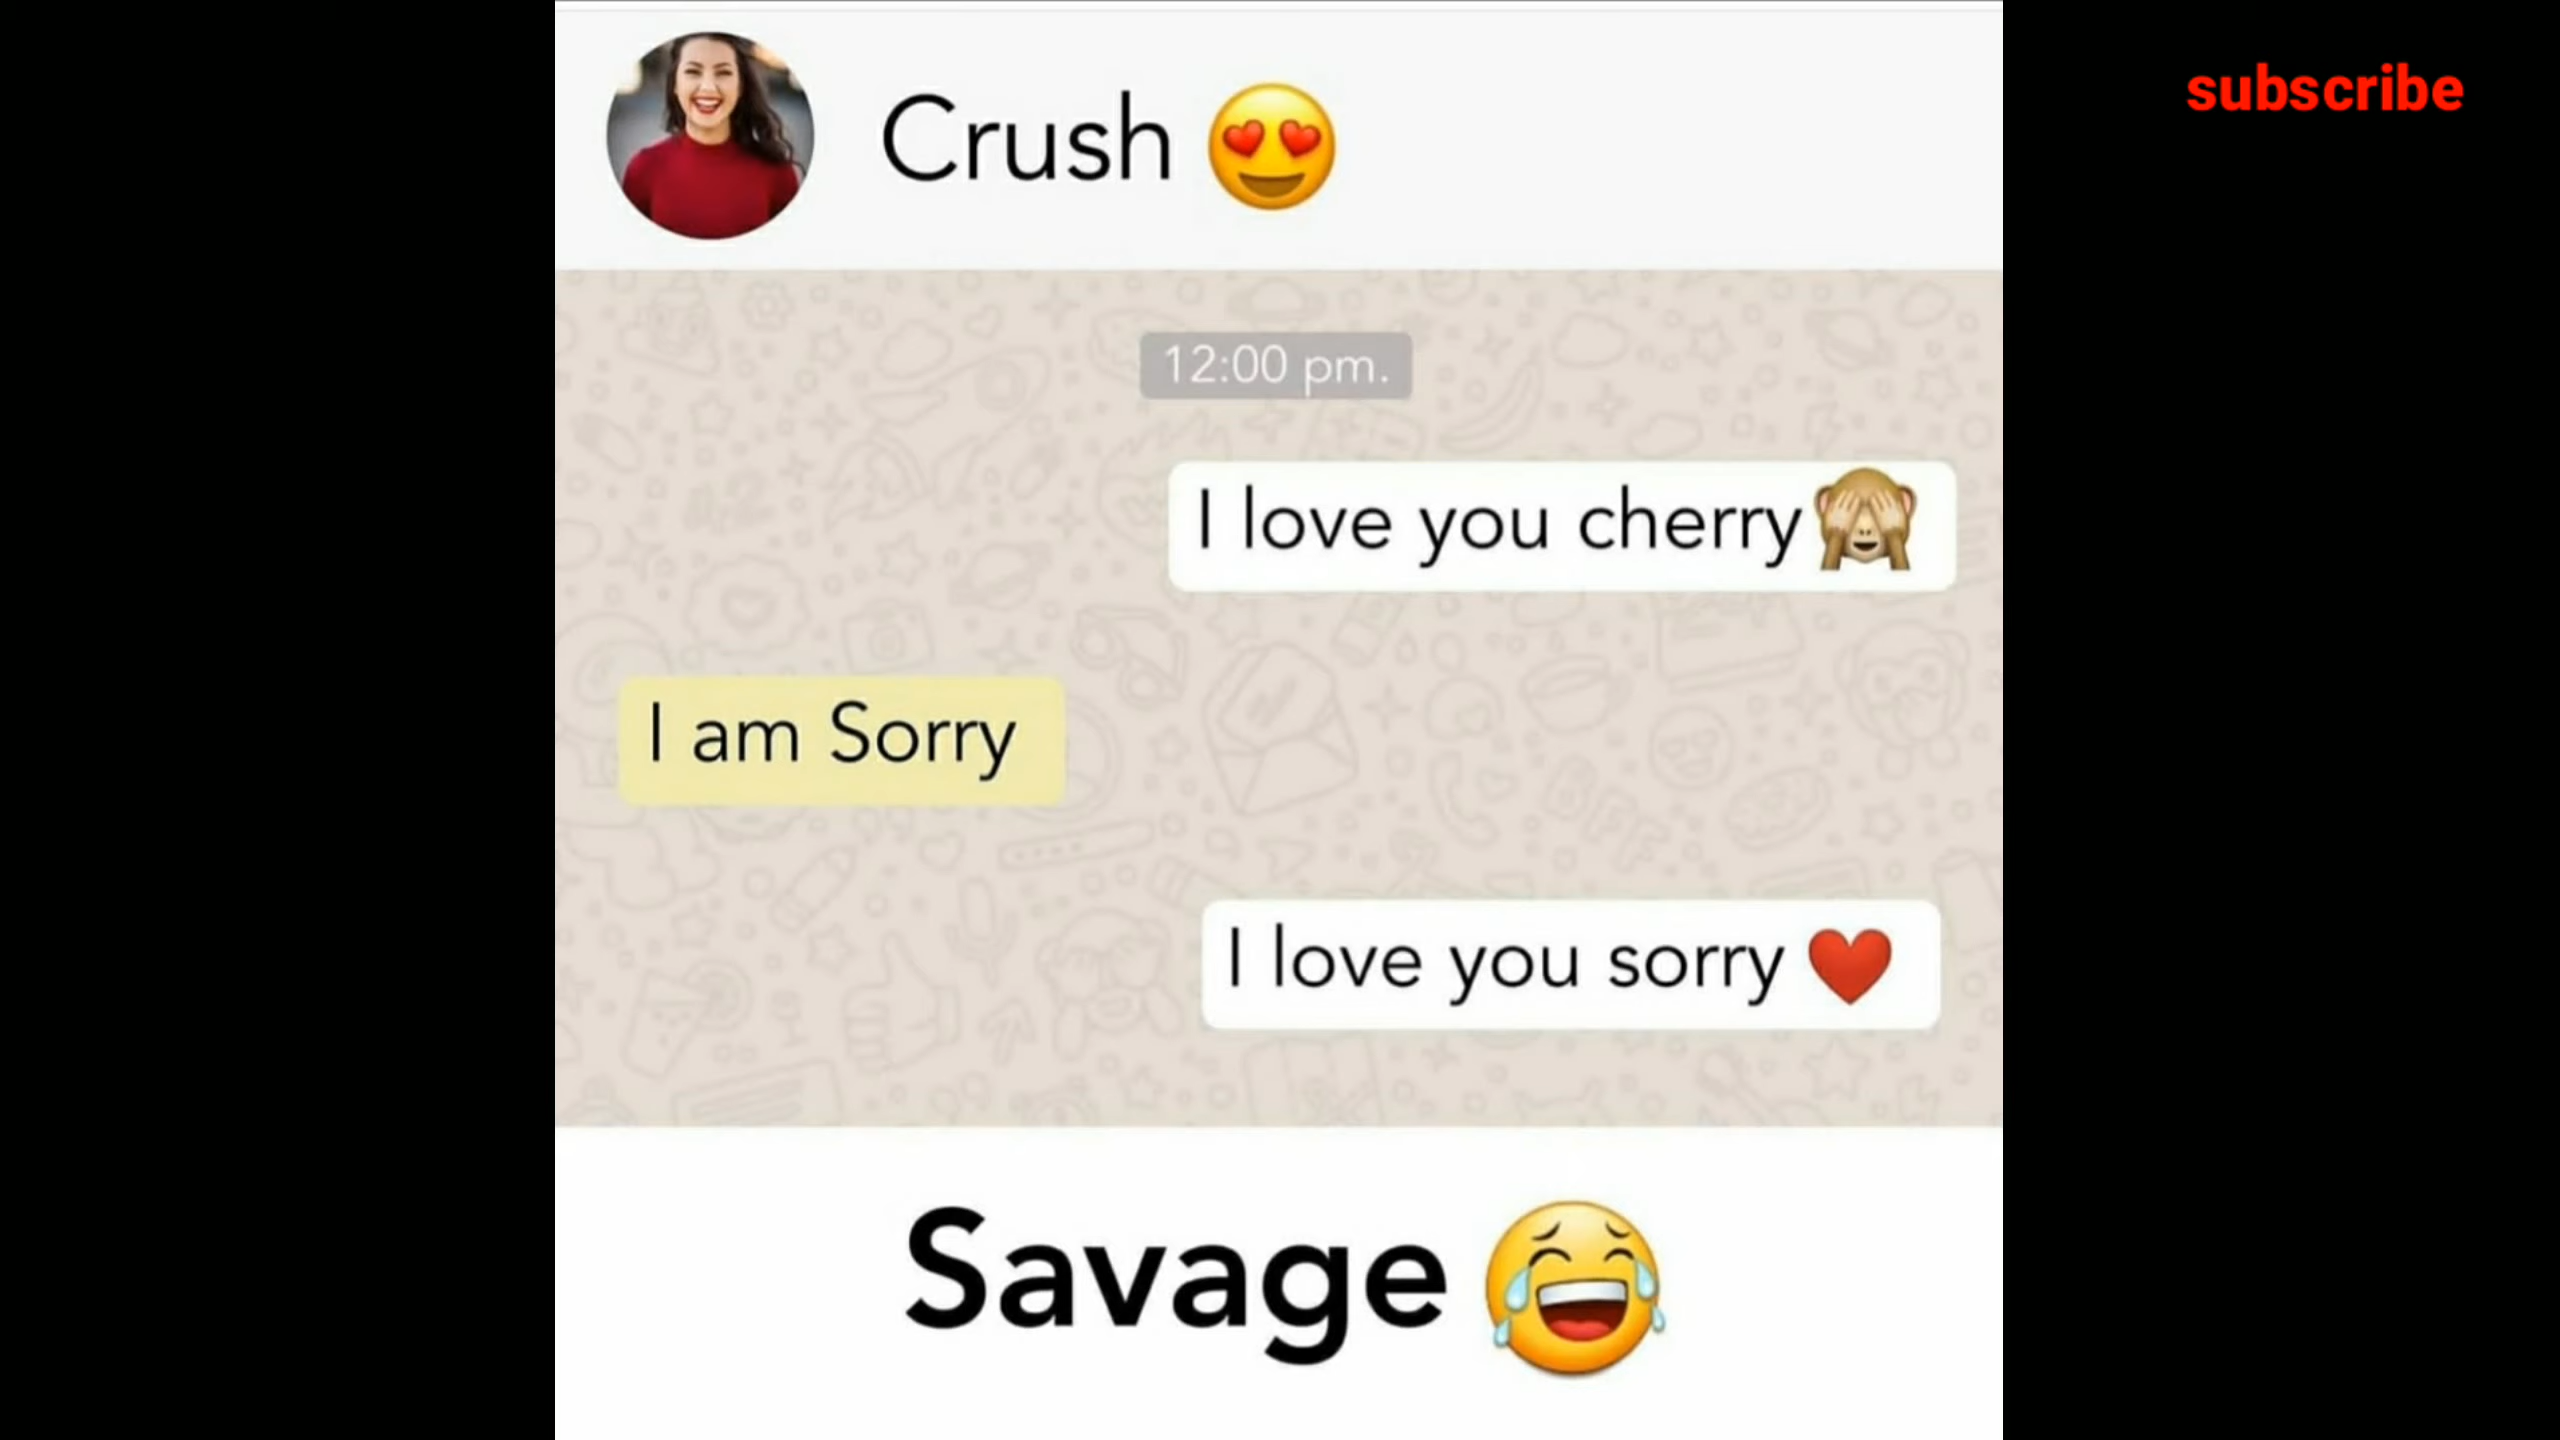 Crush 😍
subscribe
12:00 pm.
I love you cherry🙈
I am Sorry
I love you sorry ❤️
Savage 😂